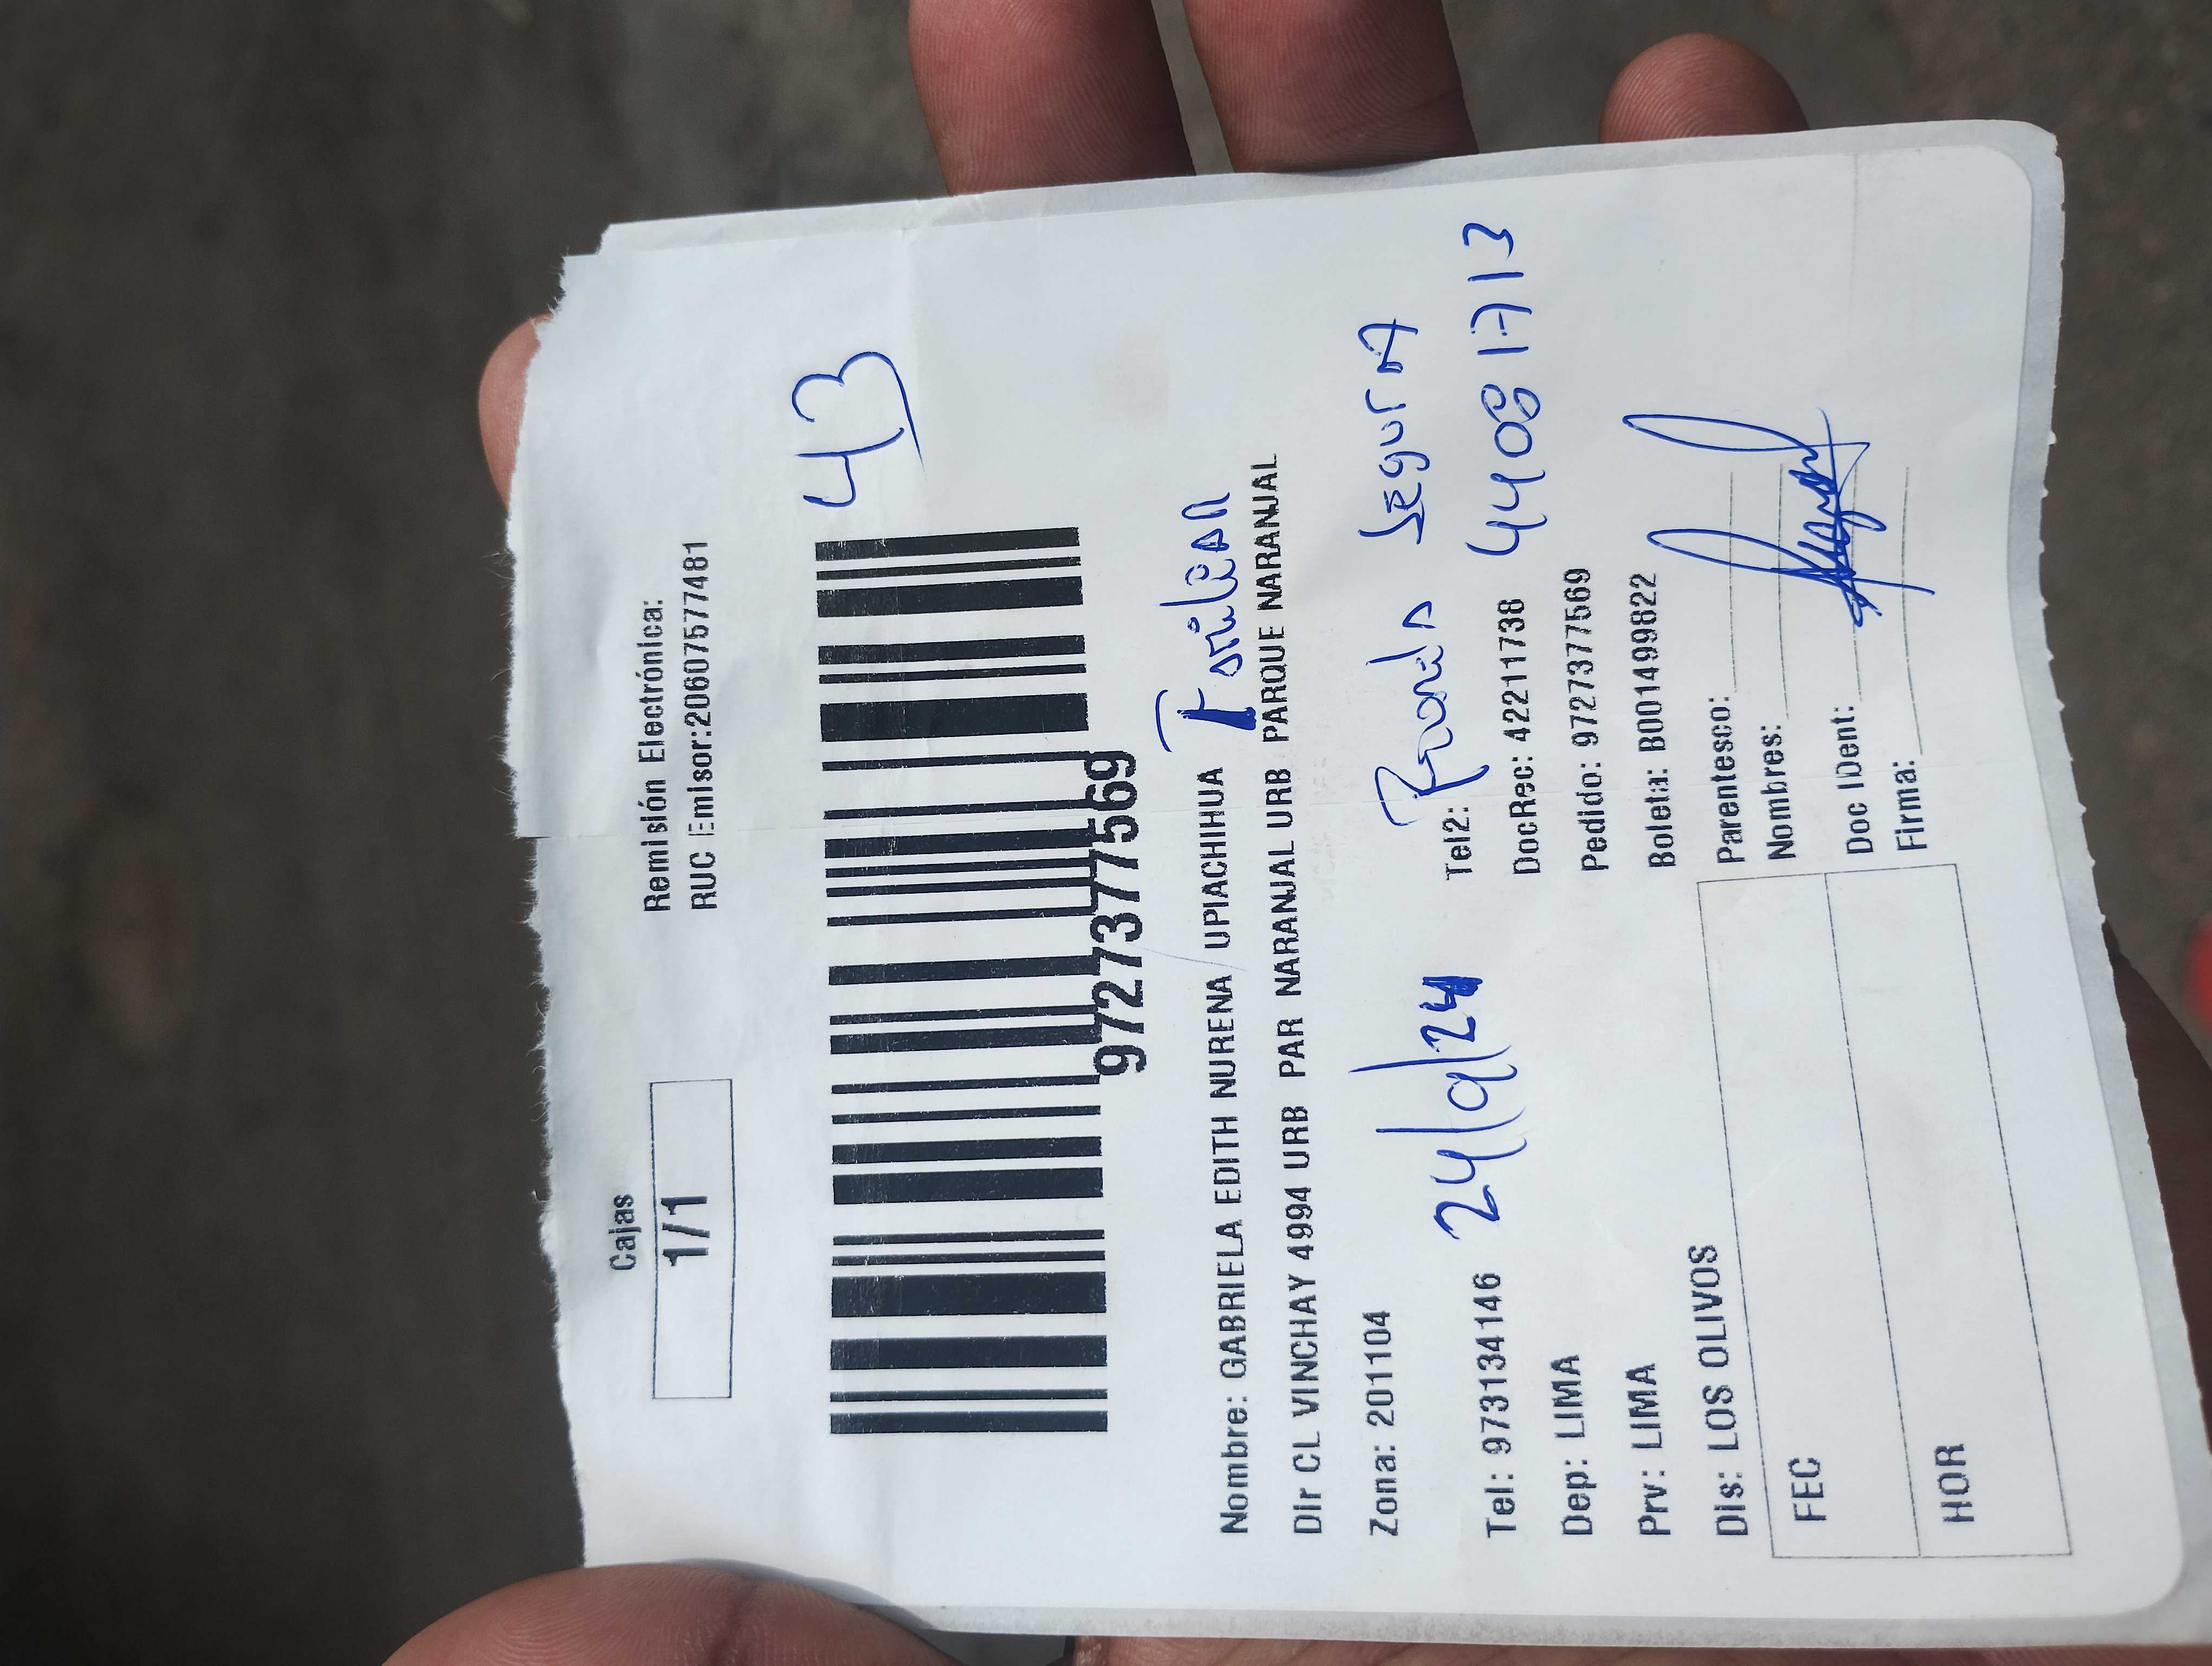 Cajas
1/1
Remisión Electrónica:
RUC Emisor:20607577481
43
9727377569
Familiar
Nombre: GABRIELA EDITH NURENA UPIACHIHUA
Dir CL VINCHAY 4994 URB PAR NARANJAL URB PARQUE NARANJAL
Zona: 201104
Segura
Tel: 973134146 24/9/24 Tel2:
44081713
Dep: LIMA DocRec: 42211738
Prv: LIMA Pedido: 9727377569
Dis: LOS OLIVOS Boleta: B001499822
FEC
HOR
Parentesco:
Nombres:
Doc IDent:
Firma: